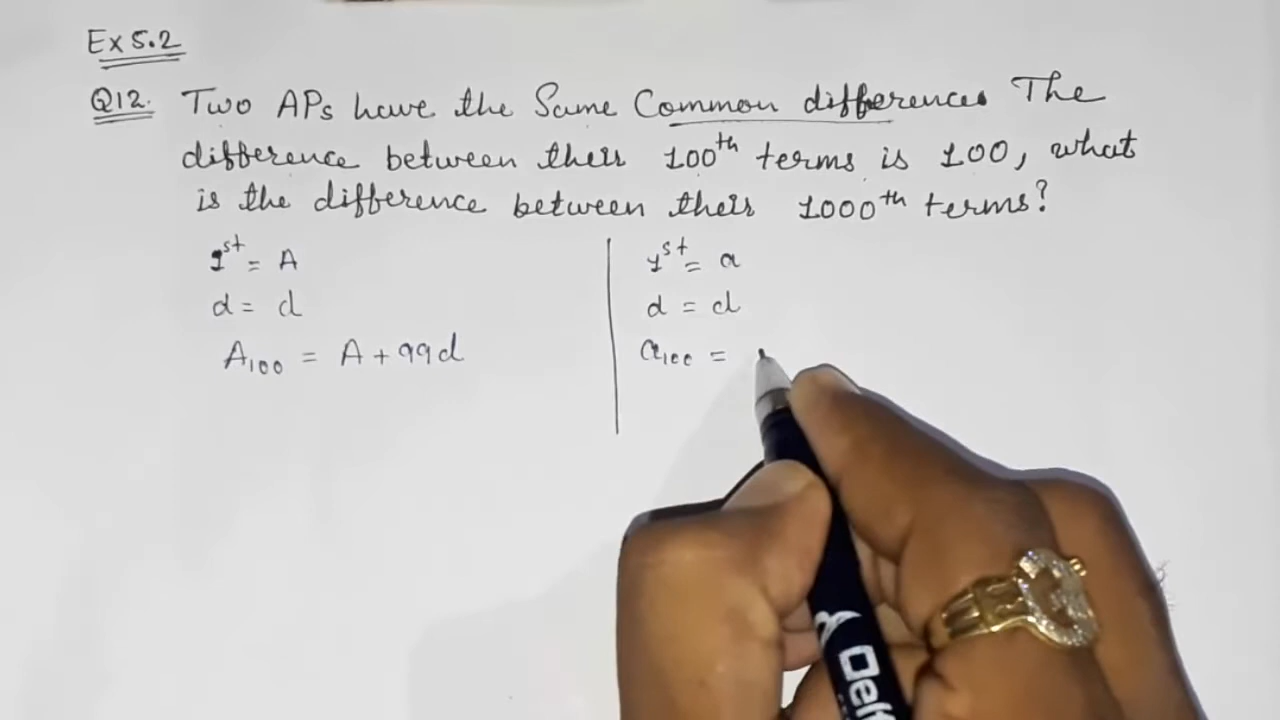 Ex 5.2
Q12. Two APs have the Same Common difference. The
difference between their 100th terms is 100, what
is the difference between their 1000th terms?
1st = A
d = d
A100 = A + 99d
1st = a
d = d
a100 =